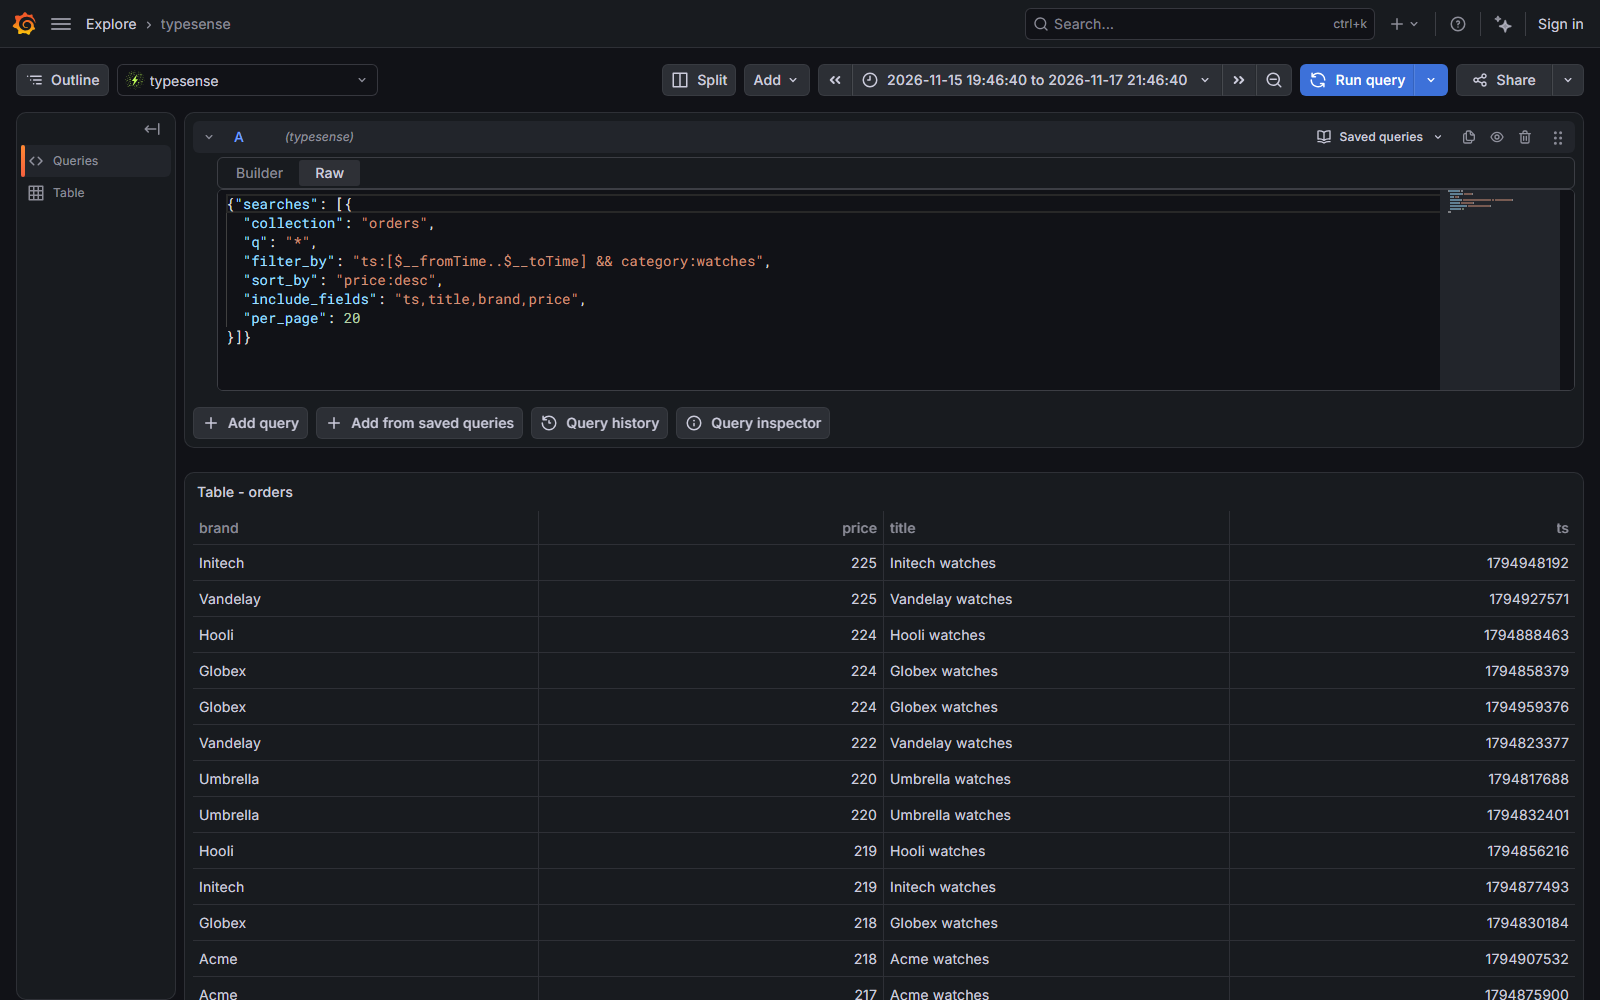 Explore › typesense
Search... ctrl+k
Sign in
Outline
typesense
Split
Add
2026-11-15 19:46:40 to 2026-11-17 21:46:40
Run query
Share
Queries
Table
A (typesense)
Saved queries
Builder Raw
{"searches": [{
"collection": "orders",
"q": "*",
"filter_by": "ts:[$__fromTime..$__toTime] && category:watches",
"sort_by": "price:desc",
"include_fields": "ts,title,brand,price",
"per_page": 20
}]}
+ Add query
+ Add from saved queries
Query history
Query inspector
Table - orders
brand price title ts
Initech 225 Initech watches 1794948192
Vandelay 225 Vandelay watches 1794927571
Hooli 224 Hooli watches 1794888463
Globex 224 Globex watches 1794858379
Globex 224 Globex watches 1794959376
Vandelay 222 Vandelay watches 1794823377
Umbrella 220 Umbrella watches 1794817688
Umbrella 220 Umbrella watches 1794832401
Hooli 219 Hooli watches 1794856216
Initech 219 Initech watches 1794877493
Globex 218 Globex watches 1794830184
Acme 218 Acme watches 1794907532
Acme 217 Acme watches 1794875900